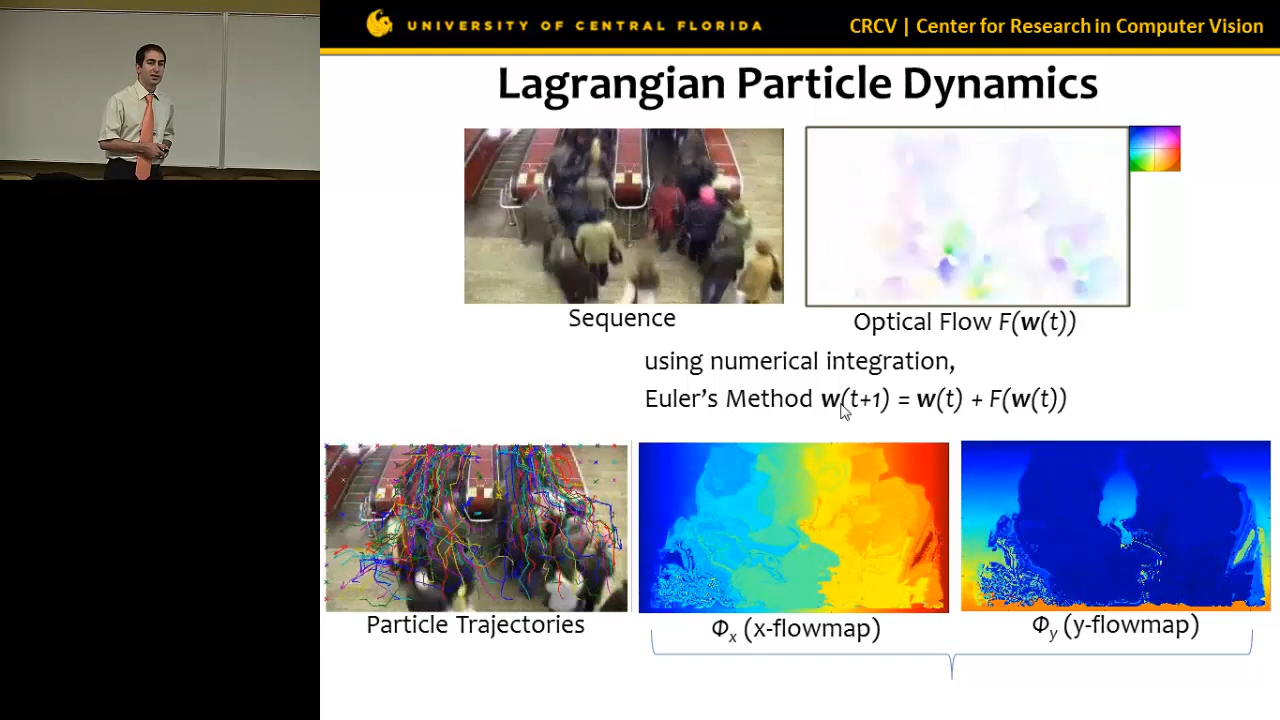 UNIVERSITY OF CENTRAL FLORIDA
CRCV | Center for Research in Computer Vision
Lagrangian Particle Dynamics
Sequence
Optical Flow F(w(t))
using numerical integration,
Euler's Method w(t+1) = w(t) + F(w(t))
Particle Trajectories
Φx (x-flowmap)
Φy (y-flowmap)